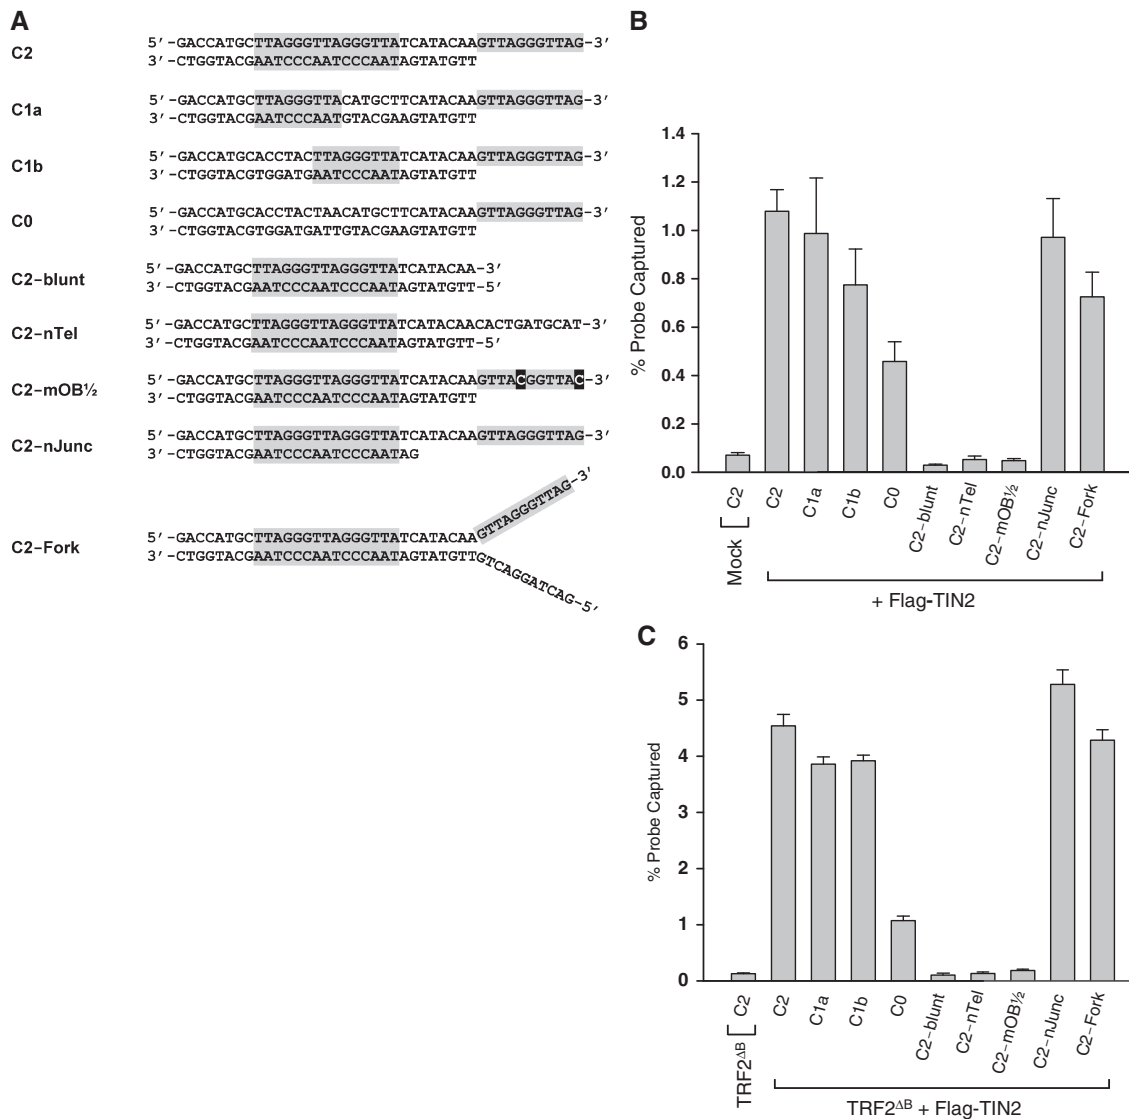 A
C2
5′-GACCATGCTTAGGGTTAGGGTTATCATACAAGTTAGGGTTAG-3′
3′-CTGGTACGAATCCCAATCCCAATAGTATGTT
C1a
5′-GACCATGCTTAGGGTTACATGCTTCATACAAGTTAGGGTTAG-3′
3′-CTGGTACGAATCCCAATGTACGAAGTATGTT
C1b
5′-GACCATGCACCTACTTAGGGTTATCATACAAGTTAGGGTTAG-3′
3′-CTGGTACGTGGATGAATCCCAATAGTATGTT
C0
5′-GACCATGCACCTACTAACATGCTTCATACAAGTTAGGGTTAG-3′
3′-CTGGTACGTGGATGATTGTACGAAGTATGTT
C2-blunt
5′-GACCATGCTTAGGGTTAGGGTTATCATACAA-3′
3′-CTGGTACGAATCCCAATCCCAATAGTATGTT-5′
C2-nTel
5′-GACCATGCTTAGGGTTAGGGTTATCATACAACACTGATGCAT-3′
3′-CTGGTACGAATCCCAATCCCAATAGTATGTT-5′
C2-mOB½
5′-GACCATGCTTAGGGTTAGGGTTATCATACAAGTTACGGTTAC-3′
3′-CTGGTACGAATCCCAATCCCAATAGTATGTT
C2-nJunc
5′-GACCATGCTTAGGGTTAGGGTTATCATACAAGTTAGGGTTAG-3′
3′-CTGGTACGAATCCCAATCCCAATAG
C2-Fork
5′-GACCATGCTTAGGGTTAGGGTTATCATACAAGTTAGGGTTAG-3′
3′-CTGGTACGAATCCCAATCCCAATAGTATGTTGTCAGGATCAG-5′
B
% Probe Captured
1.4
1.2
1.0
0.8
0.6
0.4
0.2
0.0
C2
C2
C1a
C1b
C0
C2-blunt
C2-nTel
C2-mOB½
C2-nJunc
C2-Fork
Mock
+ Flag-TIN2
C
% Probe Captured
6
5
4
3
2
1
0
C2
C2
C1a
C1b
C0
C2-blunt
C2-nTel
C2-mOB½
C2-nJunc
C2-Fork
TRF2ΔB
TRF2ΔB + Flag-TIN2